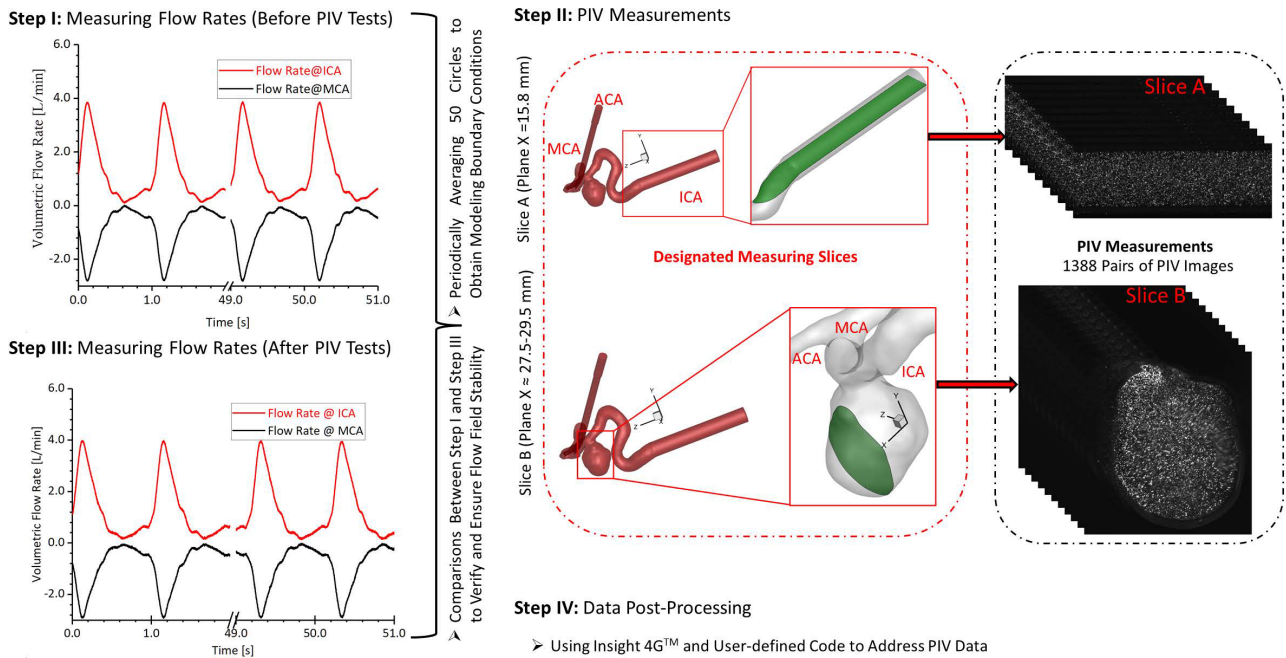 Step I: Measuring Flow Rates (Before PIV Tests)
6.0
4.0
2.0
0.0
-2.0
Volumetric Flow Rate [L/min]
Flow Rate@ICA
Flow Rate@MCA
0.0
1.0
49.0
50.0
51.0
Time [s]
➢ Periodically Averaging 50 Circles to
Obtain Modeling Boundary Conditions
Step III: Measuring Flow Rates (After PIV Tests)
6.0
4.0
2.0
0.0
-2.0
Volumetric Flow Rate [L/min]
Flow Rate @ ICA
Flow Rate @ MCA
0.0
1.0
49.0
50.0
51.0
Time [s]
➢ Comparisons Between Step I and Step III
to Verify and Ensure Flow Field Stability
Step II: PIV Measurements
Slice A (Plane X =15.8 mm)
ACA
MCA
ICA
Y
Z
Designated Measuring Slices
Slice B (Plane X ≈ 27.5-29.5 mm)
Y
Z
X
MCA
ACA
ICA
Y
Z
X
Slice A
PIV Measurements
1388 Pairs of PIV Images
Slice B
Step IV: Data Post-Processing
➢ Using Insight 4G™ and User-defined Code to Address PIV Data